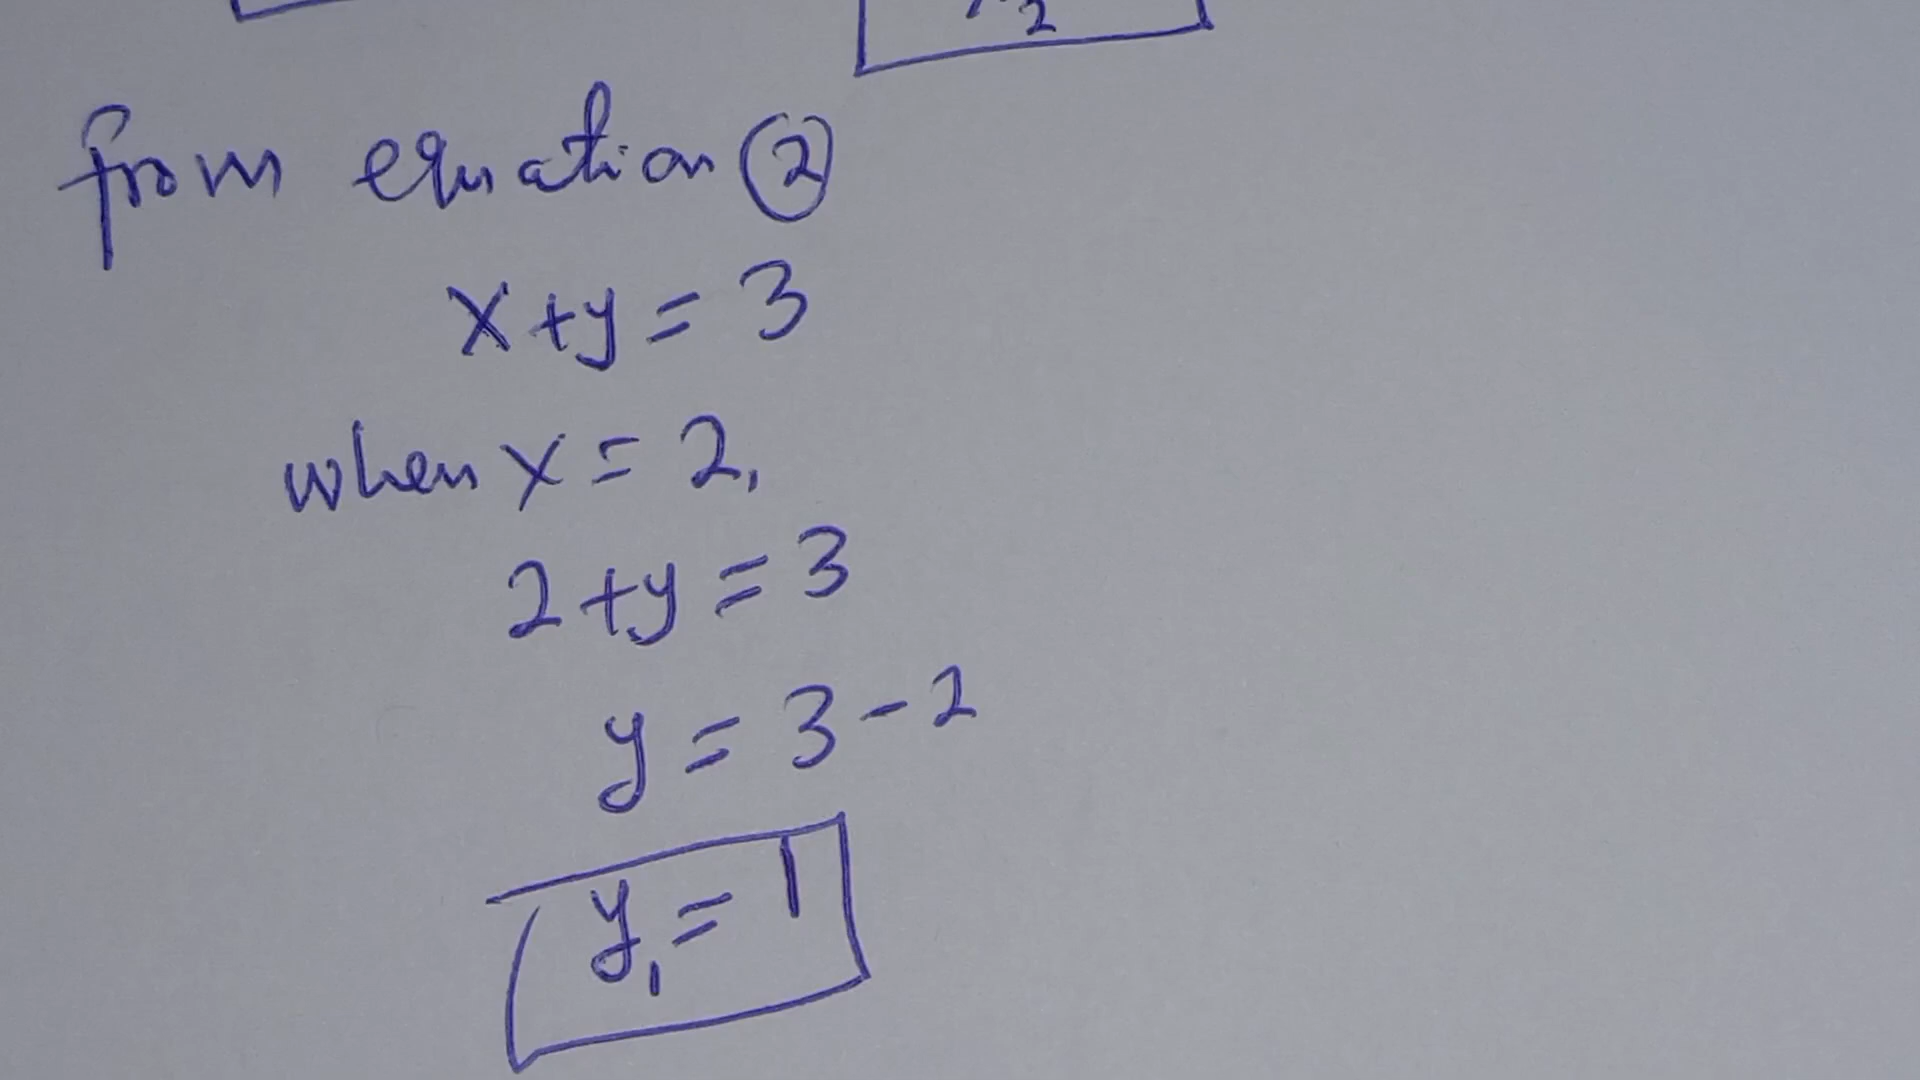 from equation ②
x+y = 3
when x = 2,
2+y = 3
y = 3-2
y₁ = 1